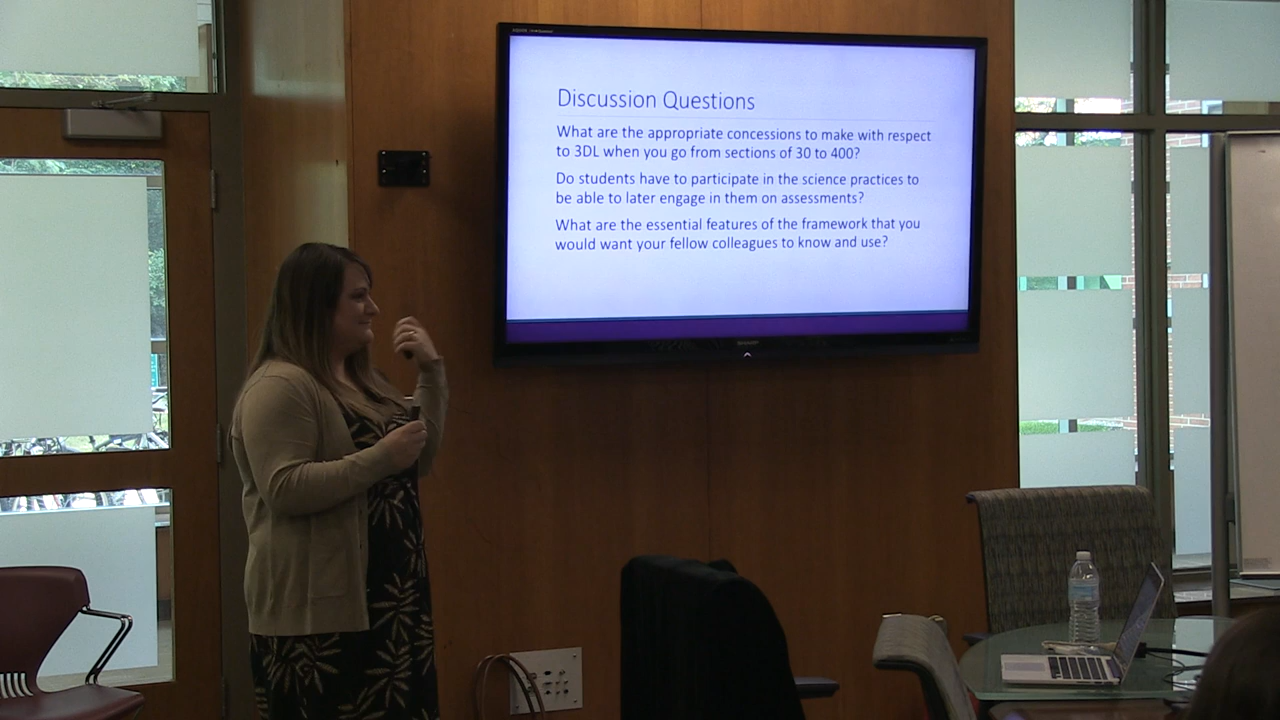 Discussion Questions
What are the appropriate concessions to make with respect
to 3DL when you go from sections of 30 to 400?
Do students have to participate in the science practices to
be able to later engage in them on assessments?
What are the essential features of the framework that you
would want your fellow colleagues to know and use?
SHARP